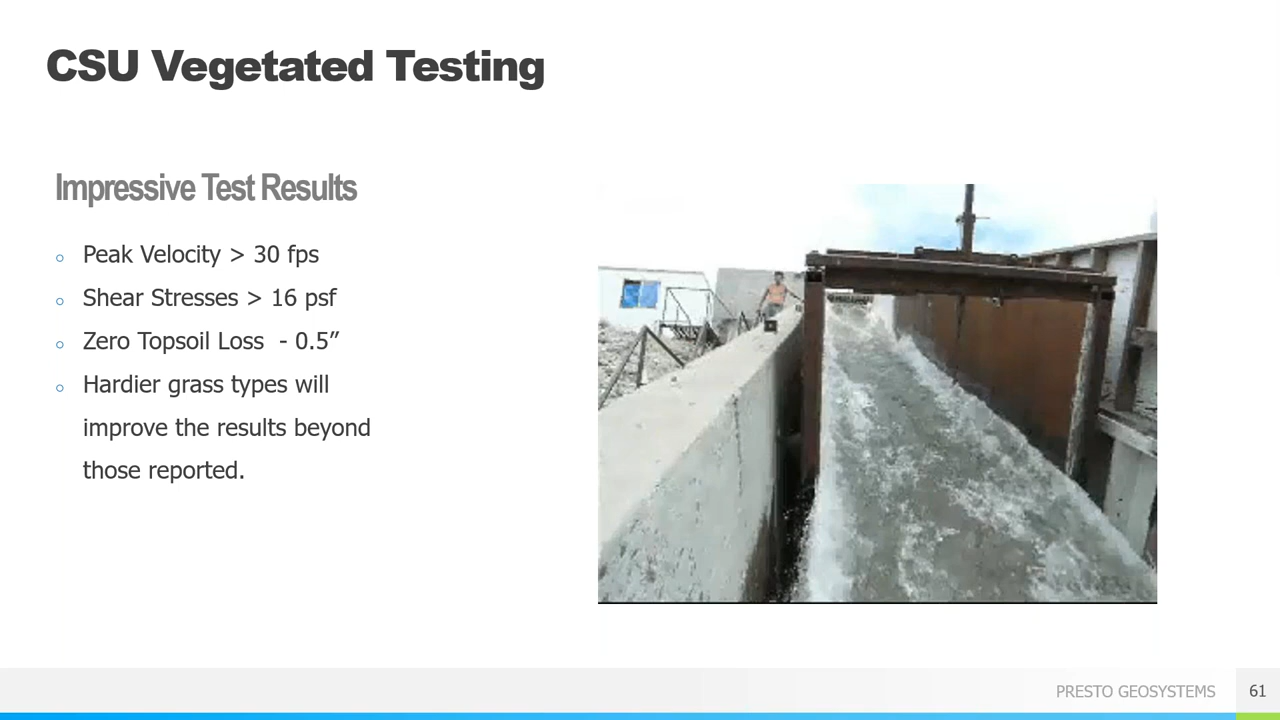 CSU Vegetated Testing
Impressive Test Results
Peak Velocity > 30 fps
Shear Stresses > 16 psf
Zero Topsoil Loss - 0.5”
Hardier grass types will
improve the results beyond
those reported.
PRESTO GEOSYSTEMS
61